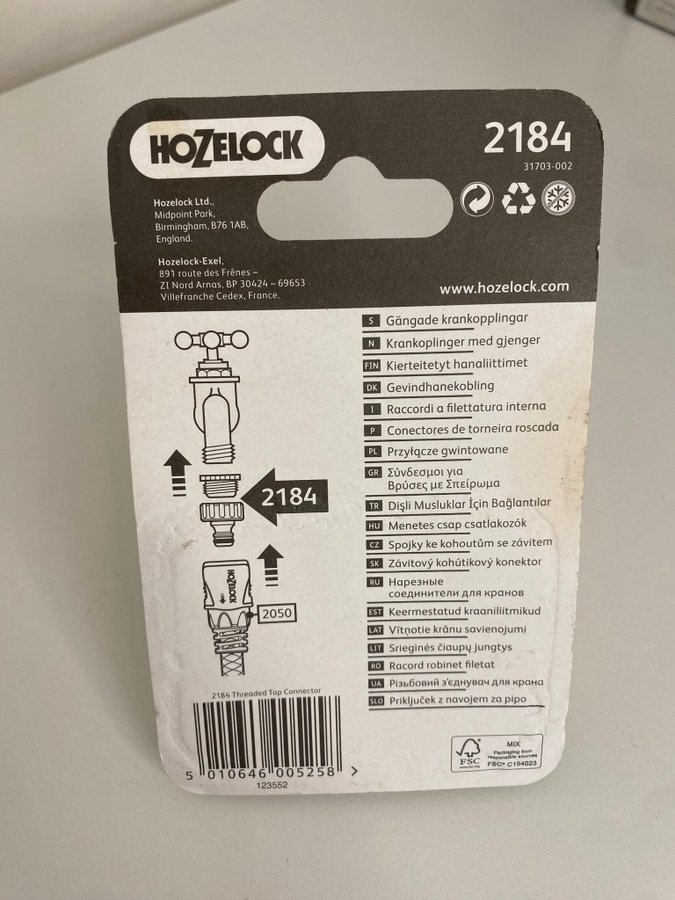 HOZELOCK
2184
31703-002
Hozelock Ltd.,
Midpoint Park,
Birmingham, B76 1AB,
England.
Hozelock-Exel,
891 route des Frênes –
ZI Nord Arnas, BP 30424 – 69653
Villefranche Cedex, France.
www.hozelock.com
S Gängade krankopplingar
N Krankoplinger med gjenger
FIN Kierteitetyt hanaliittimet
DK Gevindhanekobling
I Raccordi a filettatura interna
P Conectores de torneira roscada
PL Przyłącze gwintowane
GR Σύνδεσμοι για
Βρύσες με Σπείρωμα
TR Dişli Musluklar İçin Bağlantılar
HU Menetes csap csatlakozók
CZ Spojky ke kohoutům se závitem
SK Závitový kohútikový konektor
RU Нарезные
соединители для кранов
EST Keermestatud kraaniliitmikud
LAT Vītņotie krānu savienojumi
LIT Srieginės čiaupų jungtys
RO Racord robinet filetat
UA Різьбовий з'єднувач для крана
SLO Priključek z navojem za pipo
2184
HOZELOCK
2050
2184 Threaded Tap Connector
5 010646 005258 >
123552
FSC
MIX
Packaging from
responsible sources
FSC® C154023